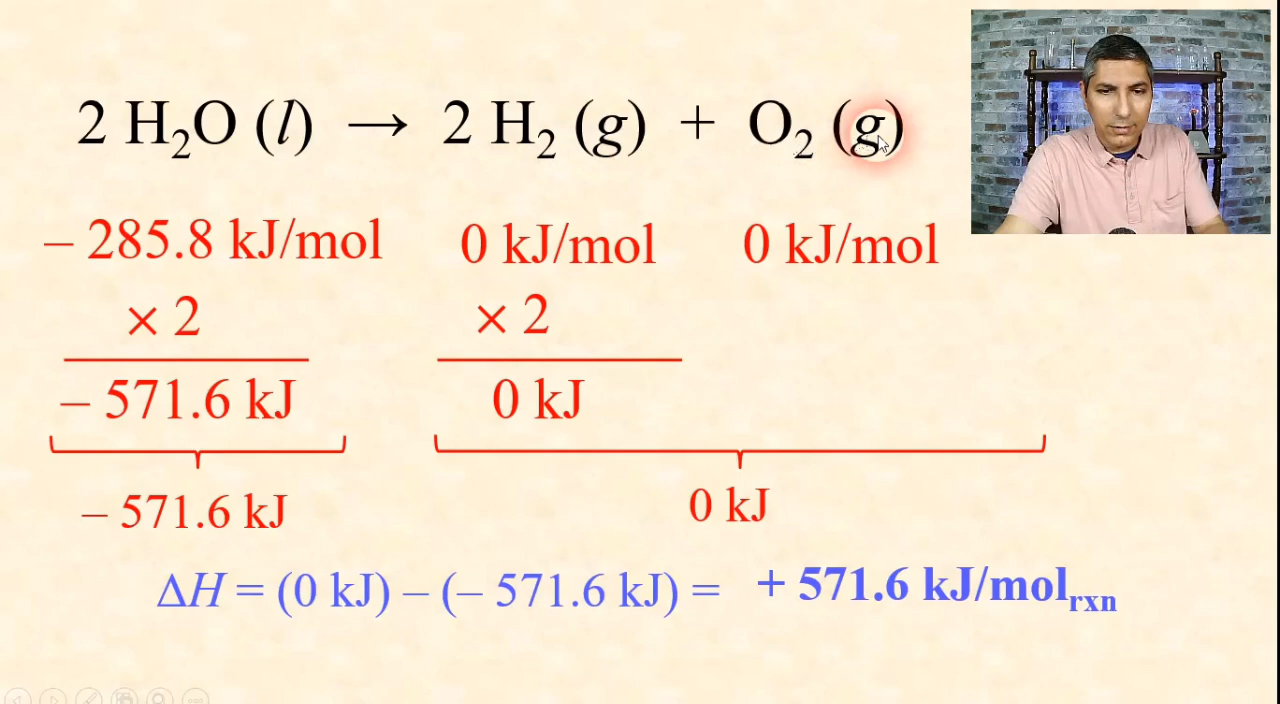 2 H₂O (l) → 2 H₂ (g) + O₂ (g)
– 285.8 kJ/mol 0 kJ/mol 0 kJ/mol
× 2 × 2
– 571.6 kJ 0 kJ
– 571.6 kJ 0 kJ
ΔH = (0 kJ) – (– 571.6 kJ) = + 571.6 kJ/molᵣₓₙ